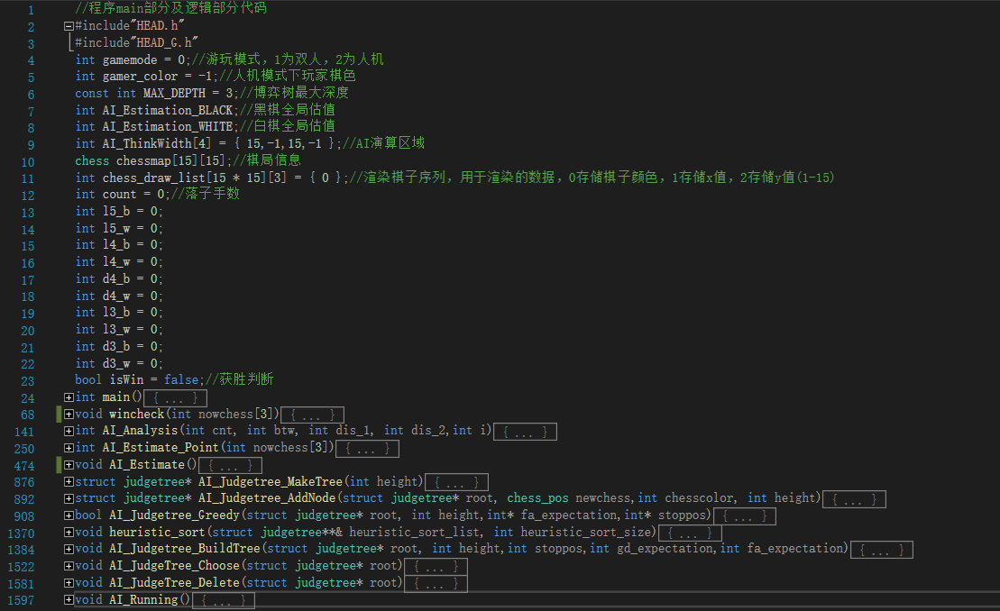 1 //程序main部分及逻辑部分代码
2 #include"HEAD.h"
3 #include"HEAD_G.h"
4 int gamemode = 0;//游玩模式，1为双人，2为人机
5 int gamer_color = -1;//人机模式下玩家棋色
6 const int MAX_DEPTH = 3;//博弈树最大深度
7 int AI_Estimation_BLACK;//黑棋全局估值
8 int AI_Estimation_WHITE;//白棋全局估值
9 int AI_ThinkWidth[4] = { 15,-1,15,-1 };//AI演算区域
10 chess chessmap[15][15];//棋局信息
11 int chess_draw_list[15 * 15][3] = { 0 };//渲染棋子序列，用于渲染的数据，0存储棋子颜色，1存储x值，2存储y值(1-15)
12 int count = 0;//落子手数
13 int l5_b = 0;
14 int l5_w = 0;
15 int l4_b = 0;
16 int l4_w = 0;
17 int d4_b = 0;
18 int d4_w = 0;
19 int l3_b = 0;
20 int l3_w = 0;
21 int d3_b = 0;
22 int d3_w = 0;
23 bool isWin = false;//获胜判断
24 int main(){ ... }
68 void wincheck(int nowchess[3]){ ... }
141 int AI_Analysis(int cnt, int btw, int dis_1, int dis_2,int i){ ... }
250 int AI_Estimate_Point(int nowchess[3]){ ... }
474 void AI_Estimate(){ ... }
876 struct judgetree* AI_Judgetree_MakeTree(int height){ ... }
892 struct judgetree* AI_Judgetree_AddNode(struct judgetree* root, chess_pos newchess,int chesscolor, int height){ ... }
908 bool AI_Judgetree_Greedy(struct judgetree* root, int height,int* fa_expectation,int* stoppos){ ... }
1370 void heuristic_sort(struct judgetree**& heuristic_sort_list, int heuristic_sort_size){ ... }
1384 void AI_Judgetree_BuildTree(struct judgetree* root, int height,int stoppos,int gd_expectation,int fa_expectation){ ... }
1522 void AI_JudgeTree_Choose(struct judgetree* root){ ... }
1581 void AI_JudgeTree_Delete(struct judgetree* root){ ... }
1597 void AI_Running(){ ... }